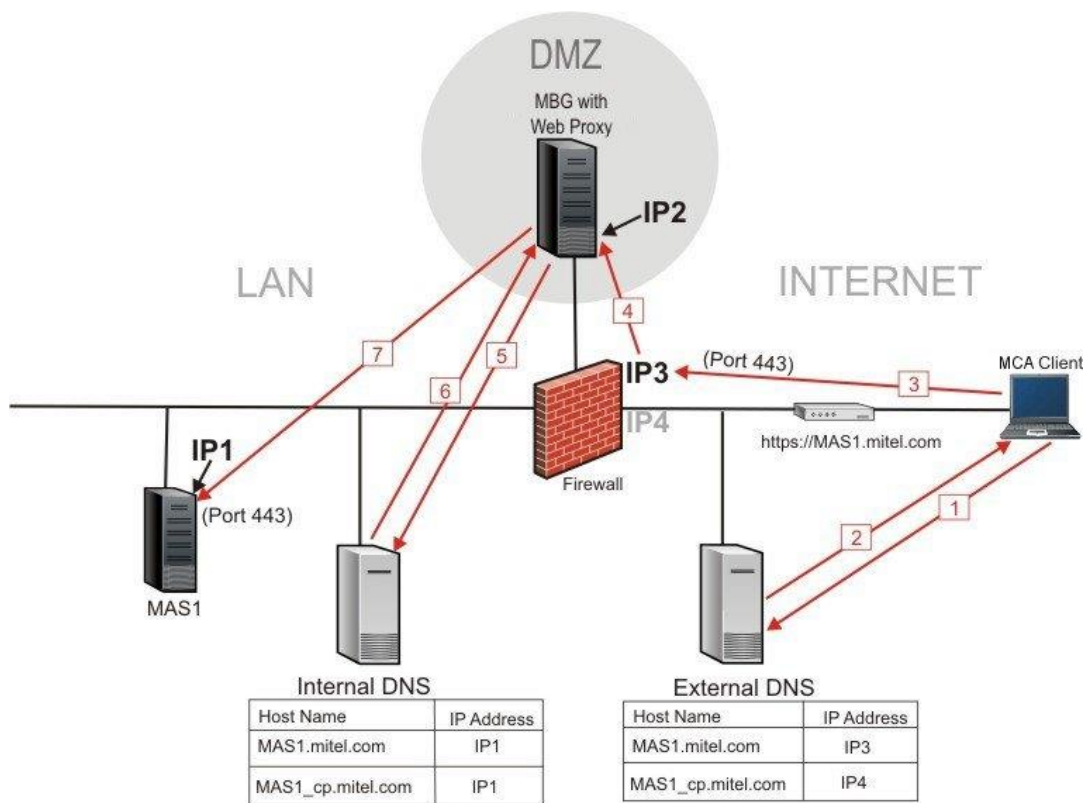 DMZ
MBG with
Web Proxy
IP2
LAN
INTERNET
4
7
5
6
IP3
(Port 443)
3
MCA Client
IP4
https://MAS1.mitel.com
IP1
Firewall
(Port 443)
1
2
MAS1
Internal DNS
Host Name IP Address
MAS1.mitel.com IP1
MAS1_cp.mitel.com IP1
External DNS
Host Name IP Address
MAS1.mitel.com IP3
MAS1_cp.mitel.com IP4